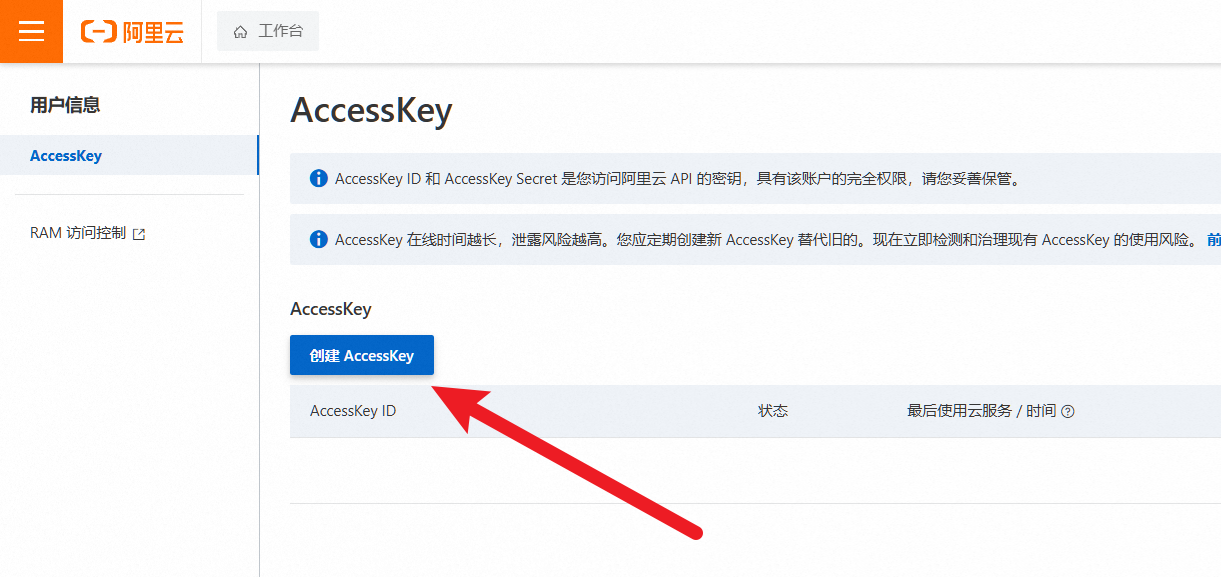 阿里云
工作台
用户信息
AccessKey
RAM 访问控制
AccessKey
AccessKey ID 和 AccessKey Secret 是您访问阿里云 API 的密钥，具有该账户的完全权限，请您妥善保管。
AccessKey 在线时间越长，泄露风险越高。您应定期创建新 AccessKey 替代旧的。现在立即检测和治理现有 AccessKey 的使用风险。 前
AccessKey
创建 AccessKey
AccessKey ID 状态 最后使用云服务 / 时间